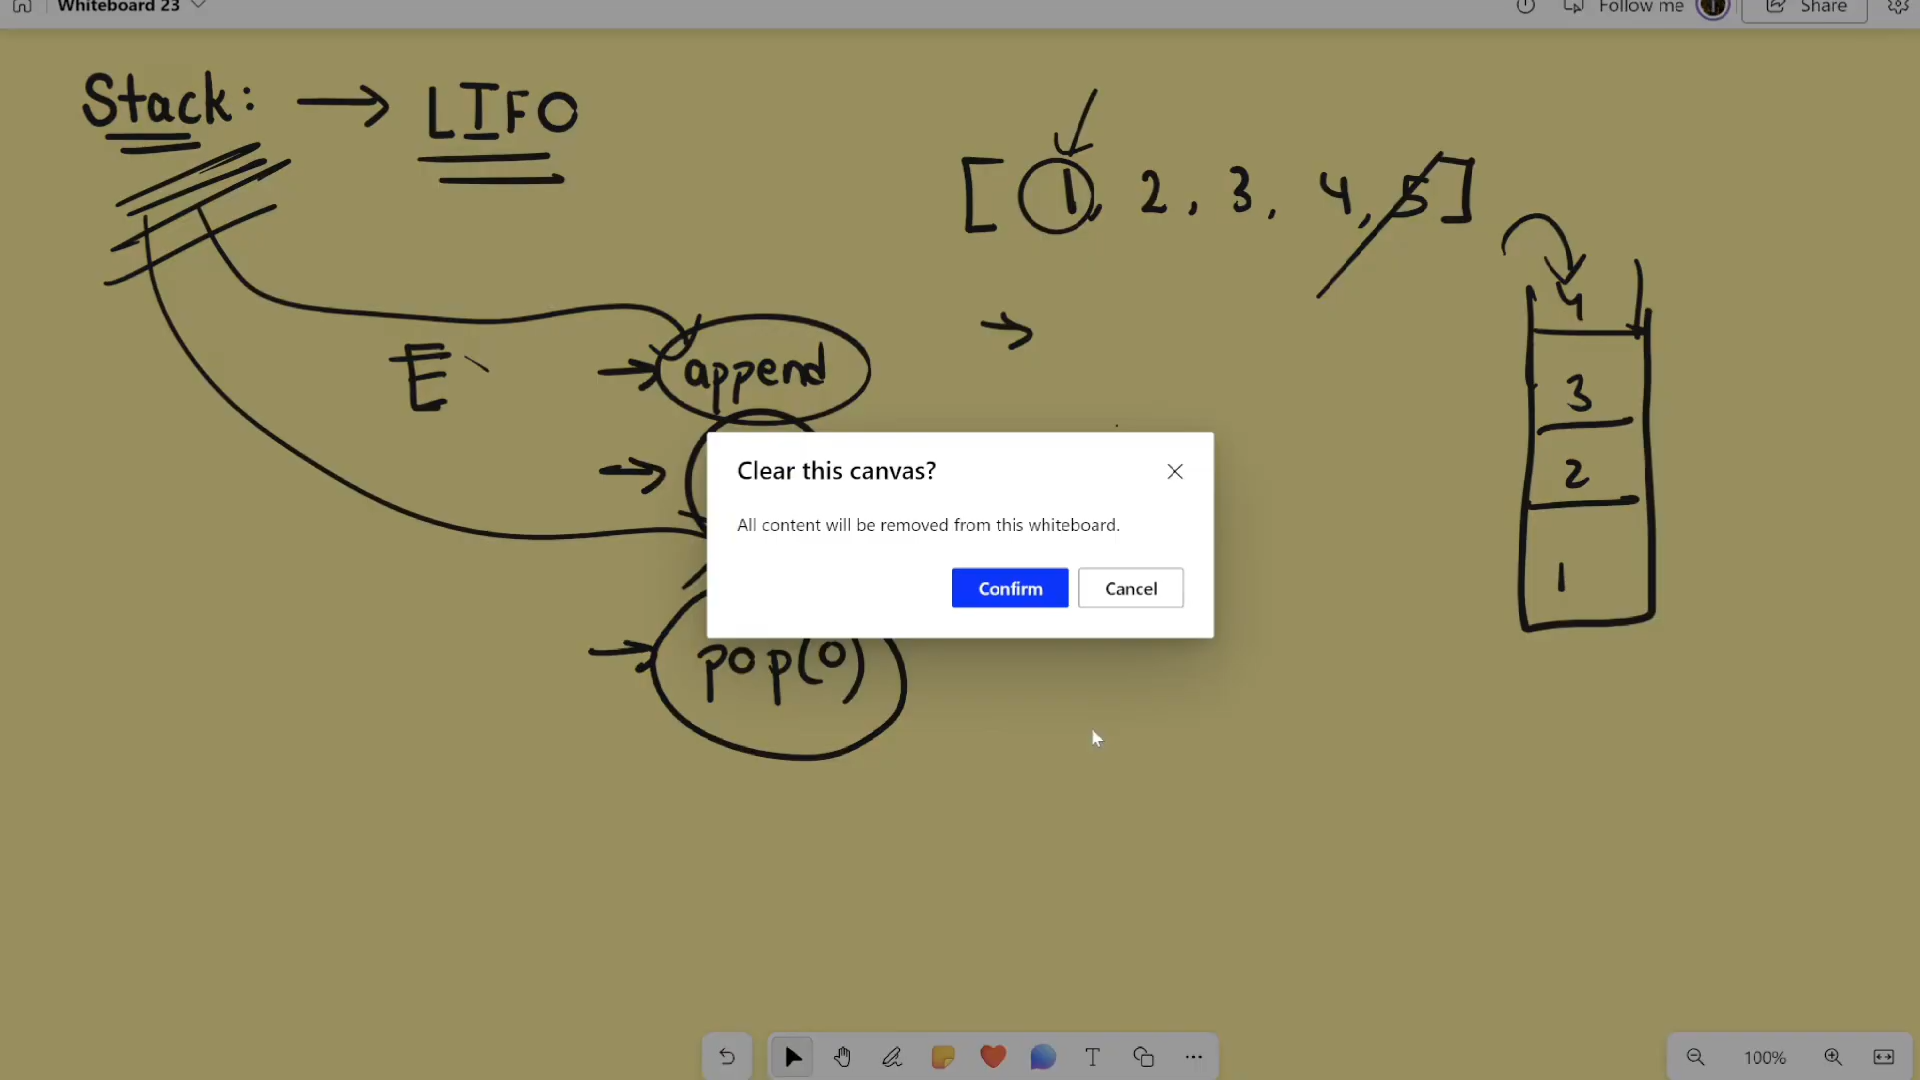 Whiteboard 23
Follow me
Share
Stack: → LIFO
[ 1, 2, 3, 4, 5 ]
4
3
2
1
E
→ append
→
→ pop(0)
Clear this canvas?
All content will be removed from this whiteboard.
Confirm
Cancel
T
100%